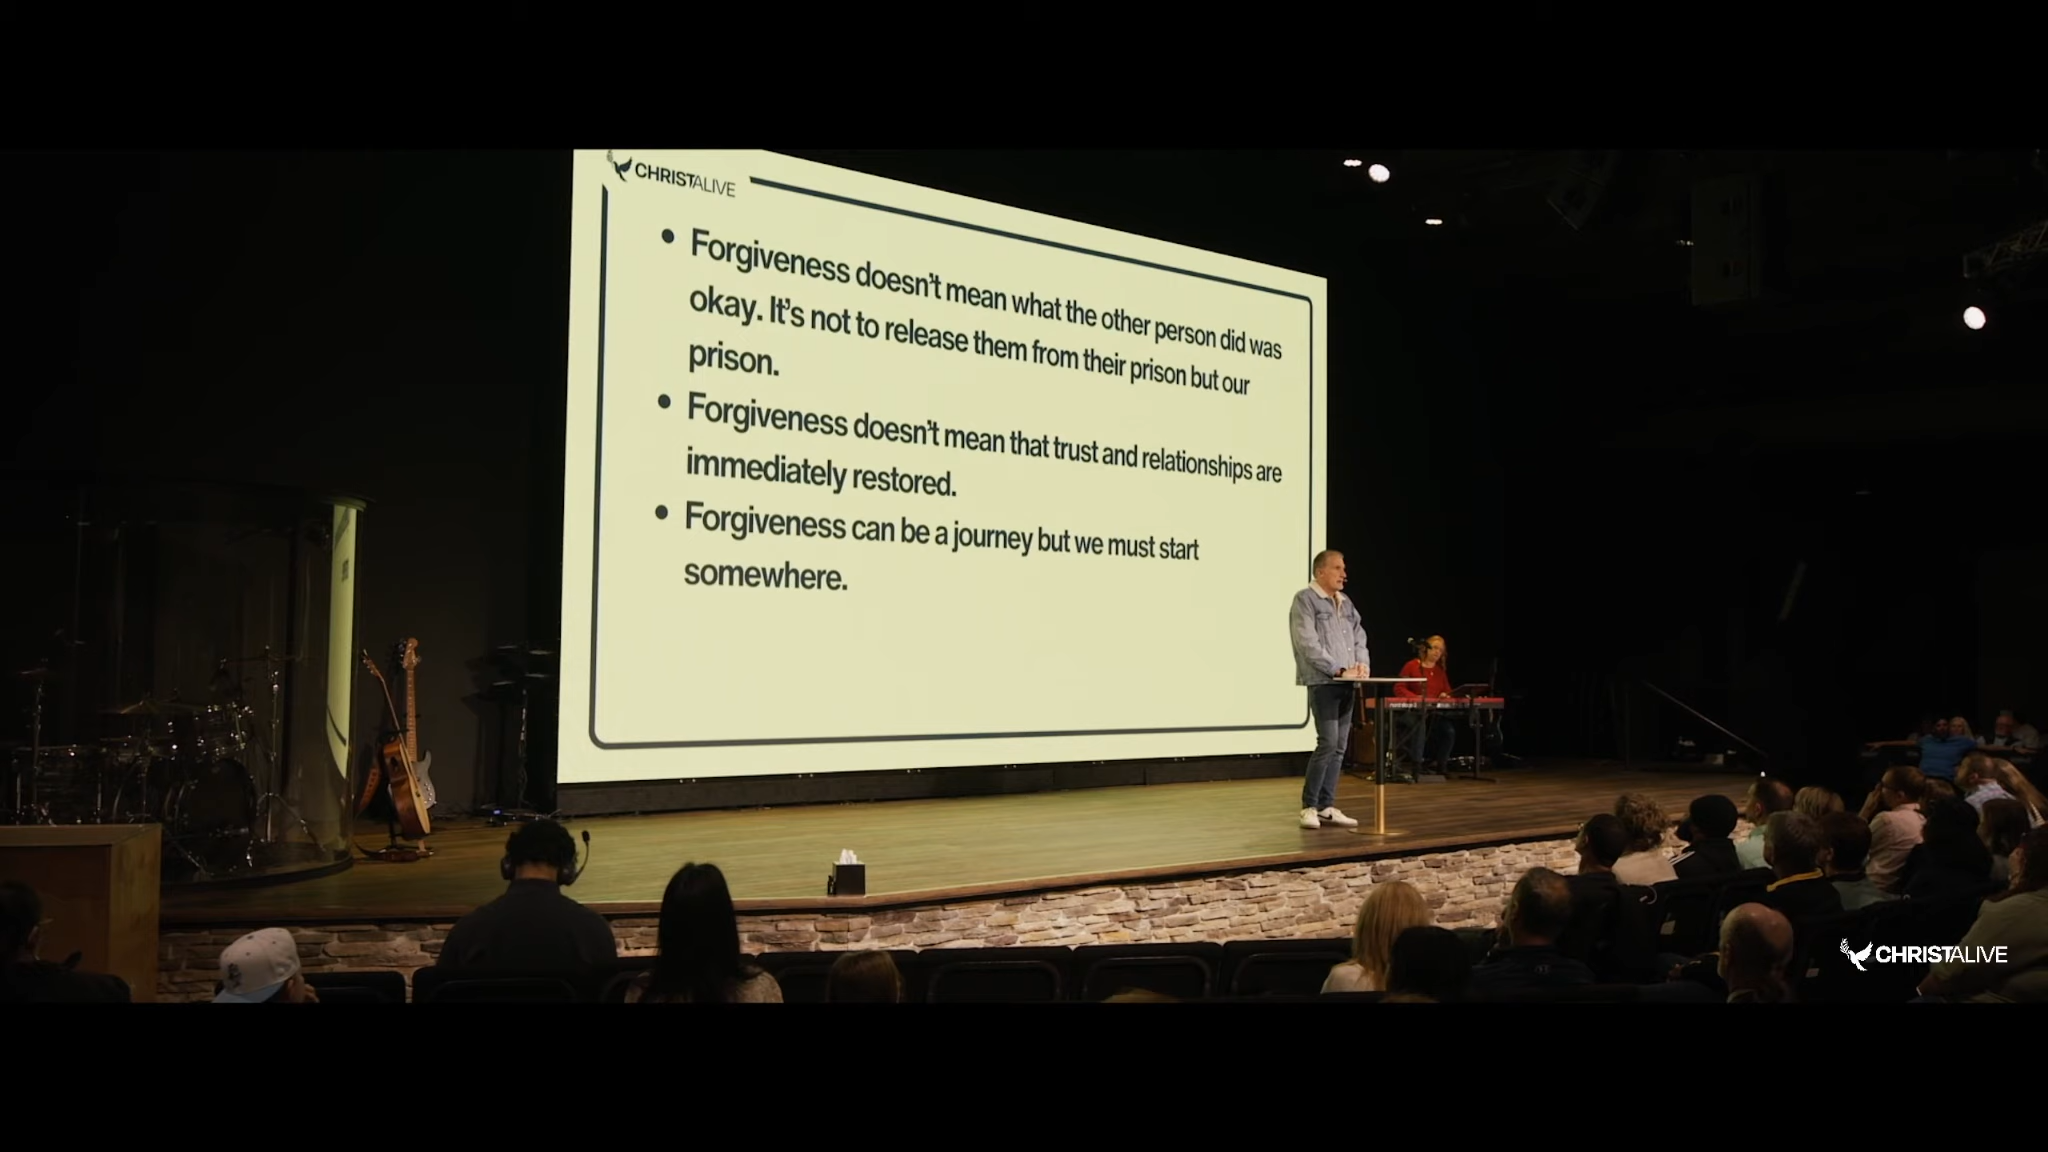 CHRISTALIVE
• Forgiveness doesn't mean what the other person did was
okay. It's not to release them from their prison but our
prison.
• Forgiveness doesn't mean that trust and relationships are
immediately restored.
• Forgiveness can be a journey but we must start
somewhere.
CHRISTALIVE